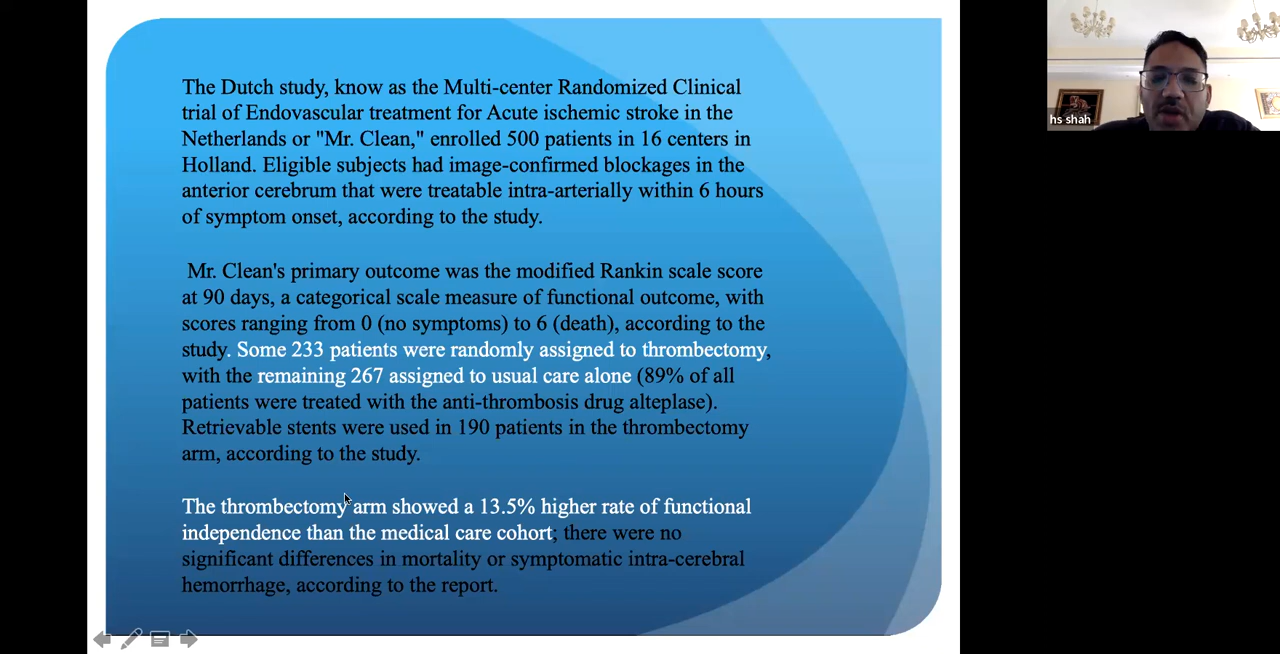 The Dutch study, know as the Multi-center Randomized Clinical
trial of Endovascular treatment for Acute ischemic stroke in the
Netherlands or "Mr. Clean," enrolled 500 patients in 16 centers in
Holland. Eligible subjects had image-confirmed blockages in the
anterior cerebrum that were treatable intra-arterially within 6 hours
of symptom onset, according to the study.
Mr. Clean's primary outcome was the modified Rankin scale score
at 90 days, a categorical scale measure of functional outcome, with
scores ranging from 0 (no symptoms) to 6 (death), according to the
study. Some 233 patients were randomly assigned to thrombectomy,
with the remaining 267 assigned to usual care alone (89% of all
patients were treated with the anti-thrombosis drug alteplase).
Retrievable stents were used in 190 patients in the thrombectomy
arm, according to the study.
The thrombectomy arm showed a 13.5% higher rate of functional
independence than the medical care cohort; there were no
significant differences in mortality or symptomatic intra-cerebral
hemorrhage, according to the report.
hs shah